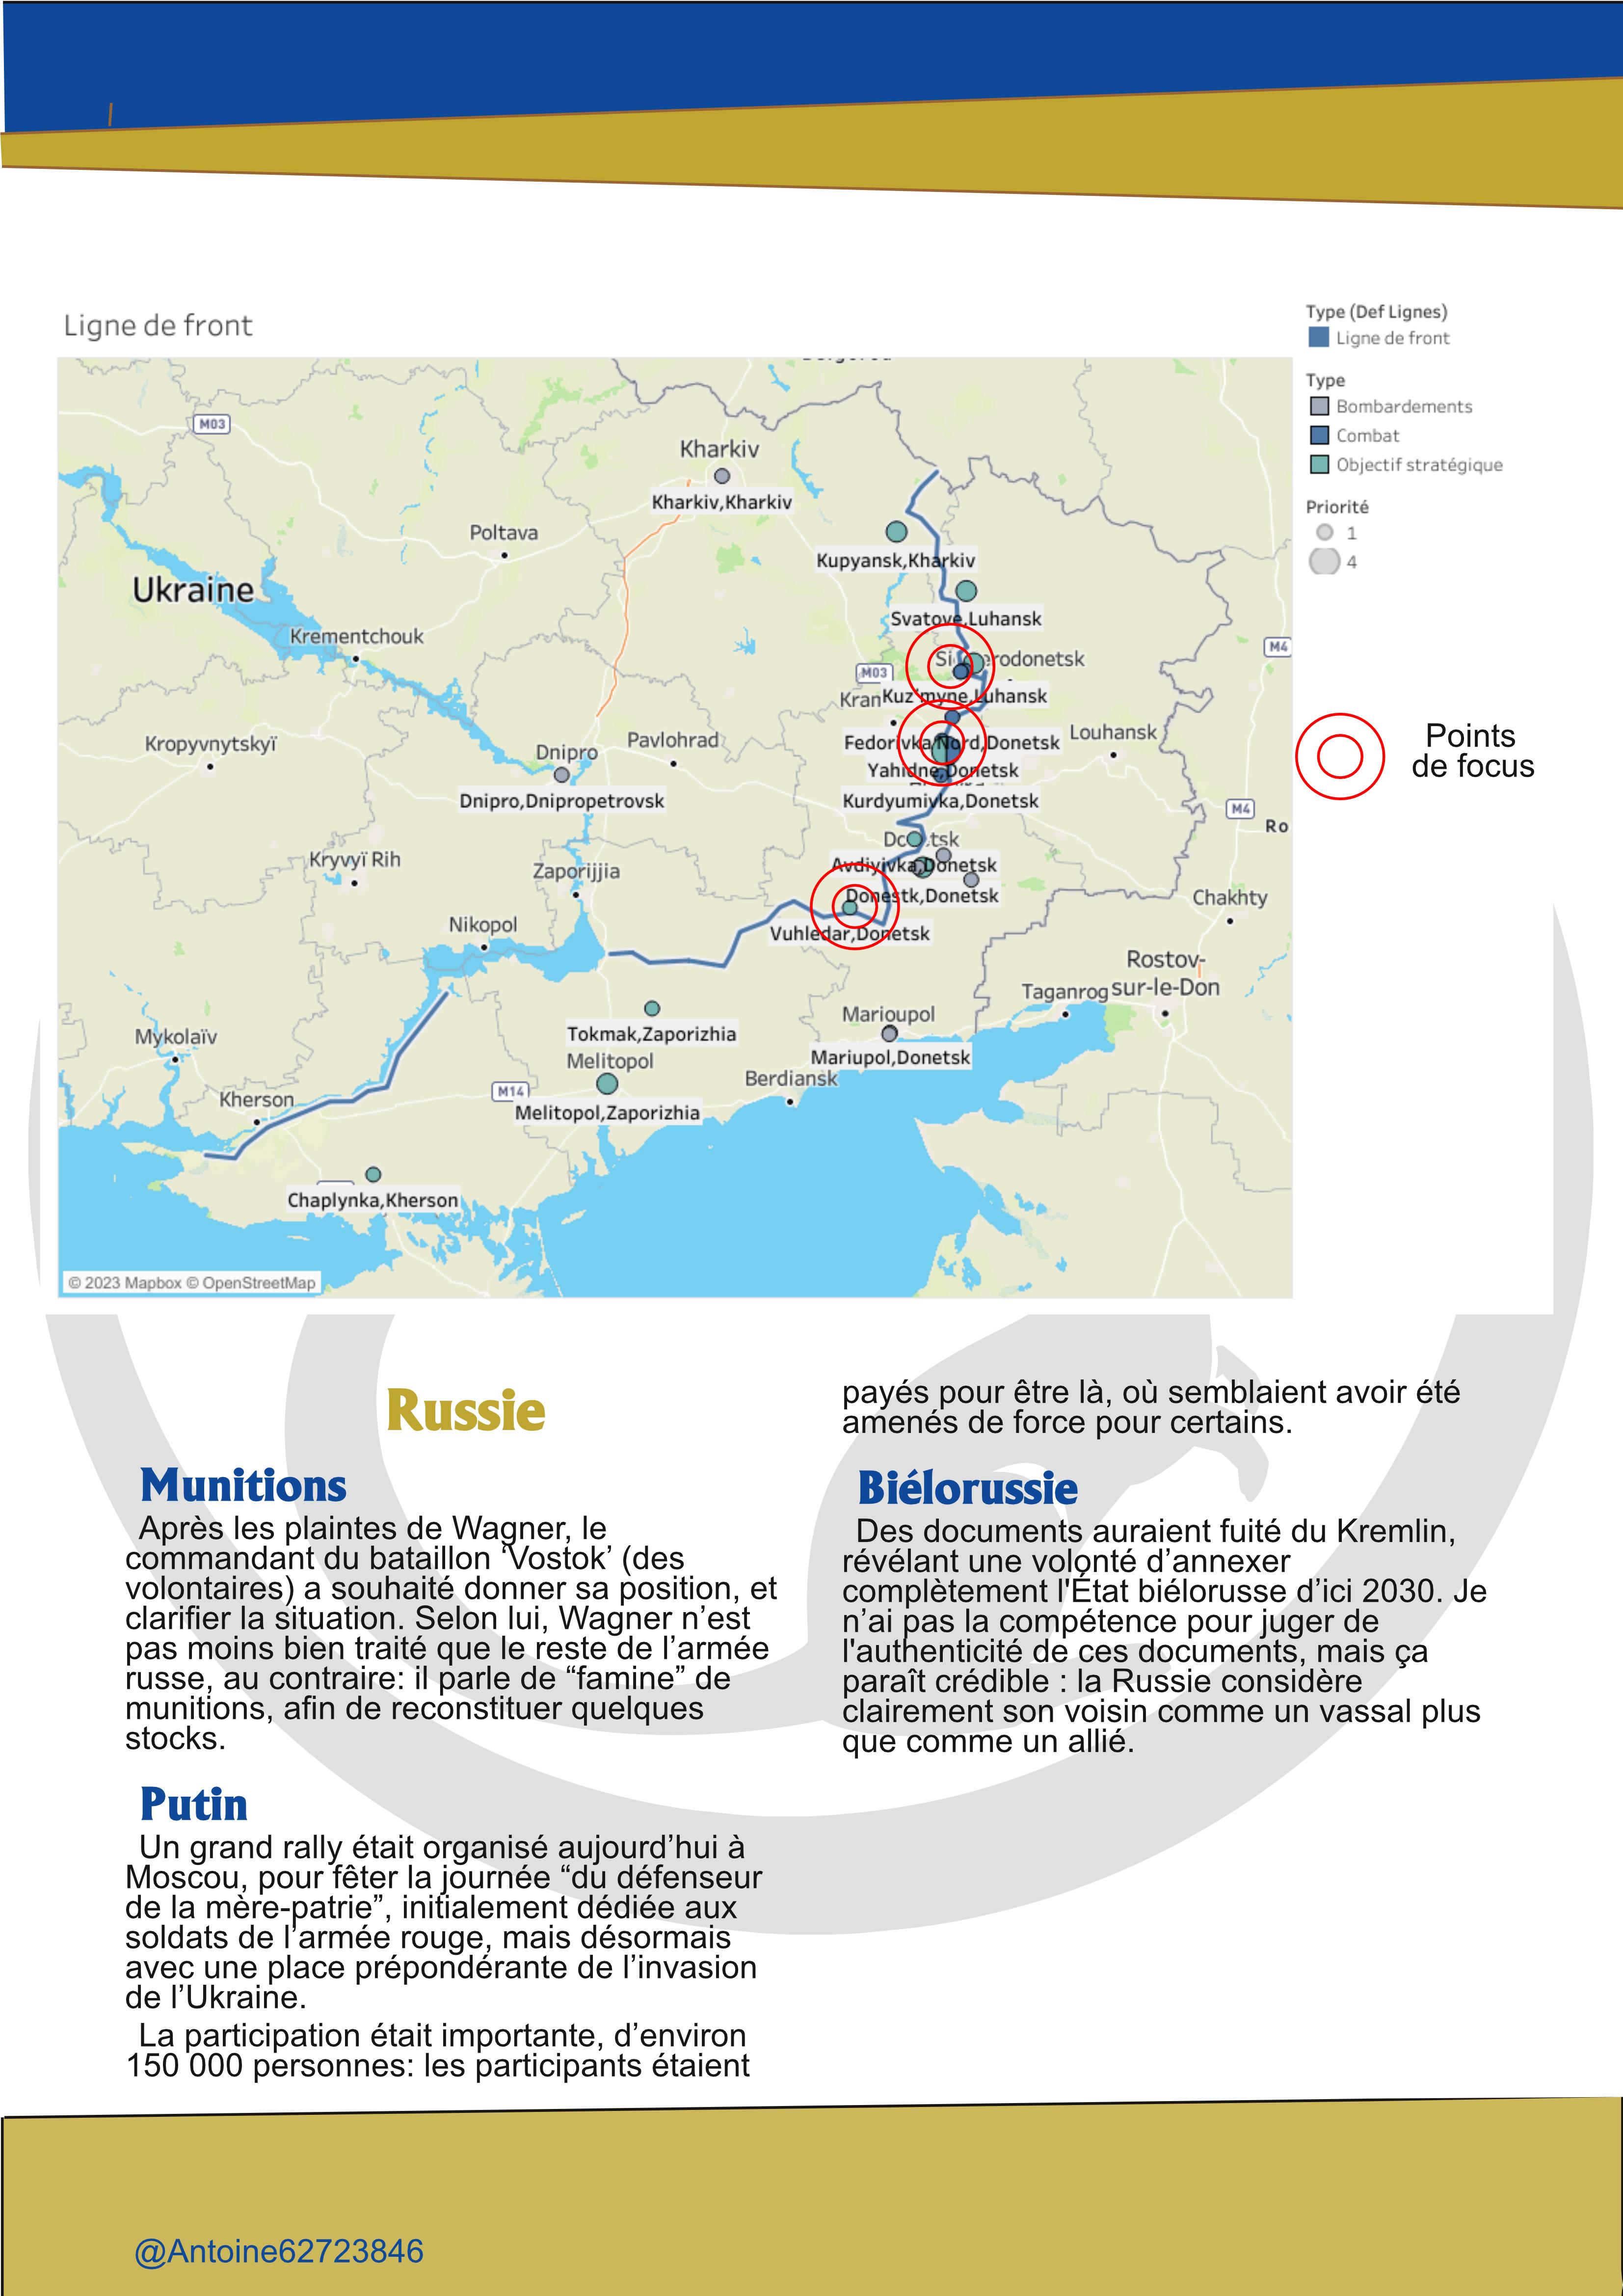 Ligne de front
Type (Def Lignes)
Ligne de front
Type
Bombardements
Combat
Objectif stratégique
Priorité
1
4
Points
de focus
M03
Kharkiv
Kharkiv,Kharkiv
Poltava
Ukraine
Kupyansk,Kharkiv
Svatove,Luhansk
Krementchouk
M4
M03
Kuz'myne,Luhansk
Fedorivka Nord,Donetsk
Louhansk
Kropyvnytskyï
Dnipro
Pavlohrad
Yahidne,Donetsk
Dnipro,Dnipropetrovsk
Kurdyumivka,Donetsk
M4
Ro
Kryvyï Rih
Zaporijjia
Avdiyivka,Donetsk
Donestk,Donetsk
Chakhty
Nikopol
Vuhledar,Donetsk
Rostov-
sur-le-Don
Taganrog
Marioupol
Mykolaïv
Tokmak,Zaporizhia
Mariupol,Donetsk
Melitopol
Berdiansk
Kherson
M14
Melitopol,Zaporizhia
Chaplynka,Kherson
© 2023 Mapbox © OpenStreetMap
Russie
Munitions
Après les plaintes de Wagner, le
commandant du bataillon ‘Vostok’ (des
volontaires) a souhaité donner sa position, et
clarifier la situation. Selon lui, Wagner n’est
pas moins bien traité que le reste de l’armée
russe, au contraire: il parle de “famine” de
munitions, afin de reconstituer quelques
stocks.
Putin
Un grand rally était organisé aujourd’hui à
Moscou, pour fêter la journée “du défenseur
de la mère-patrie”, initialement dédiée aux
soldats de l’armée rouge, mais désormais
avec une place prépondérante de l’invasion
de l’Ukraine.
La participation était importante, d’environ
150 000 personnes: les participants étaient
payés pour être là, où semblaient avoir été
amenés de force pour certains.
Biélorussie
Des documents auraient fuité du Kremlin,
révélant une volonté d’annexer
complètement l'État biélorusse d’ici 2030. Je
n’ai pas la compétence pour juger de
l'authenticité de ces documents, mais ça
paraît crédible : la Russie considère
clairement son voisin comme un vassal plus
que comme un allié.
@Antoine62723846